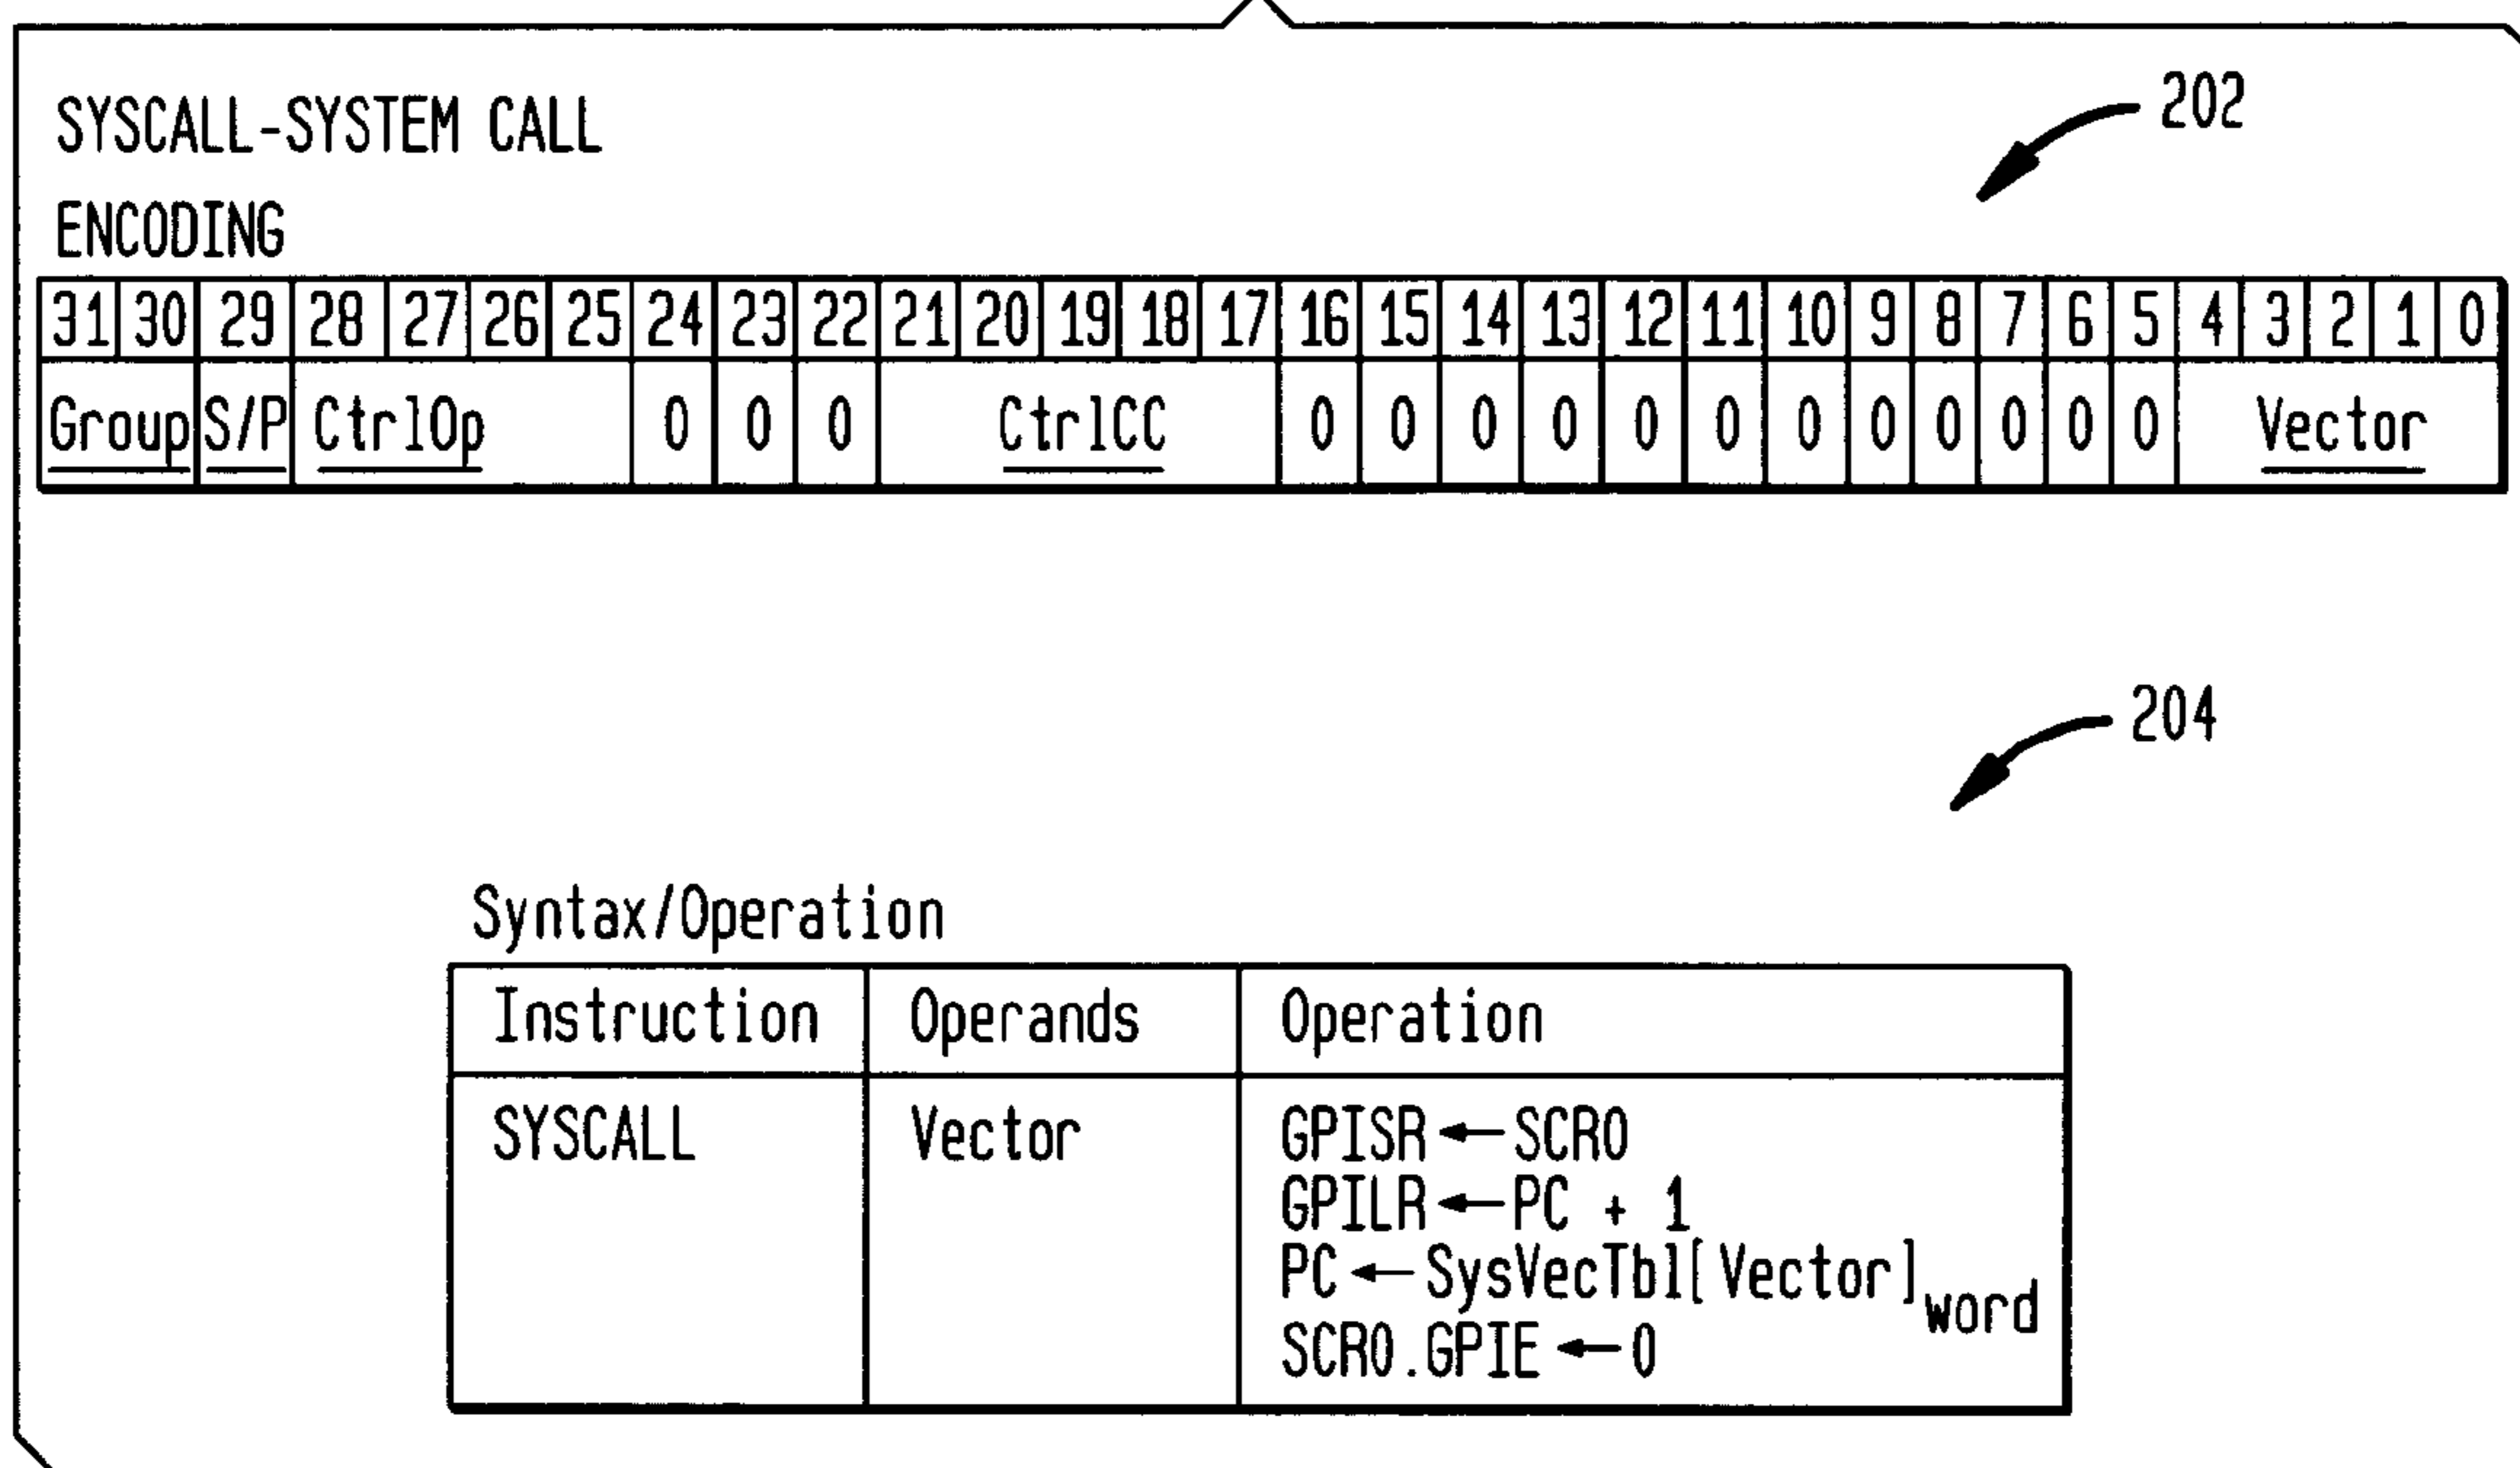 202
SYSCALL-SYSTEM CALL
ENCODING
31 30 29 28 27 26 25 24 23 22 21 20 19 18 17 16 15 14 13 12 11 10 9 8 7 6 5 4 3 2 1 0
Group S/P CtrlOp 0 0 0 CtrlCC 0 0 0 0 0 0 0 0 0 0 0 0 Vector
204
Syntax/Operation
Instruction Operands Operation
SYSCALL Vector GPISR←SCR0
GPILR←PC + 1
PC←SysVecTbl[Vector]word
SCR0.GPIE←0